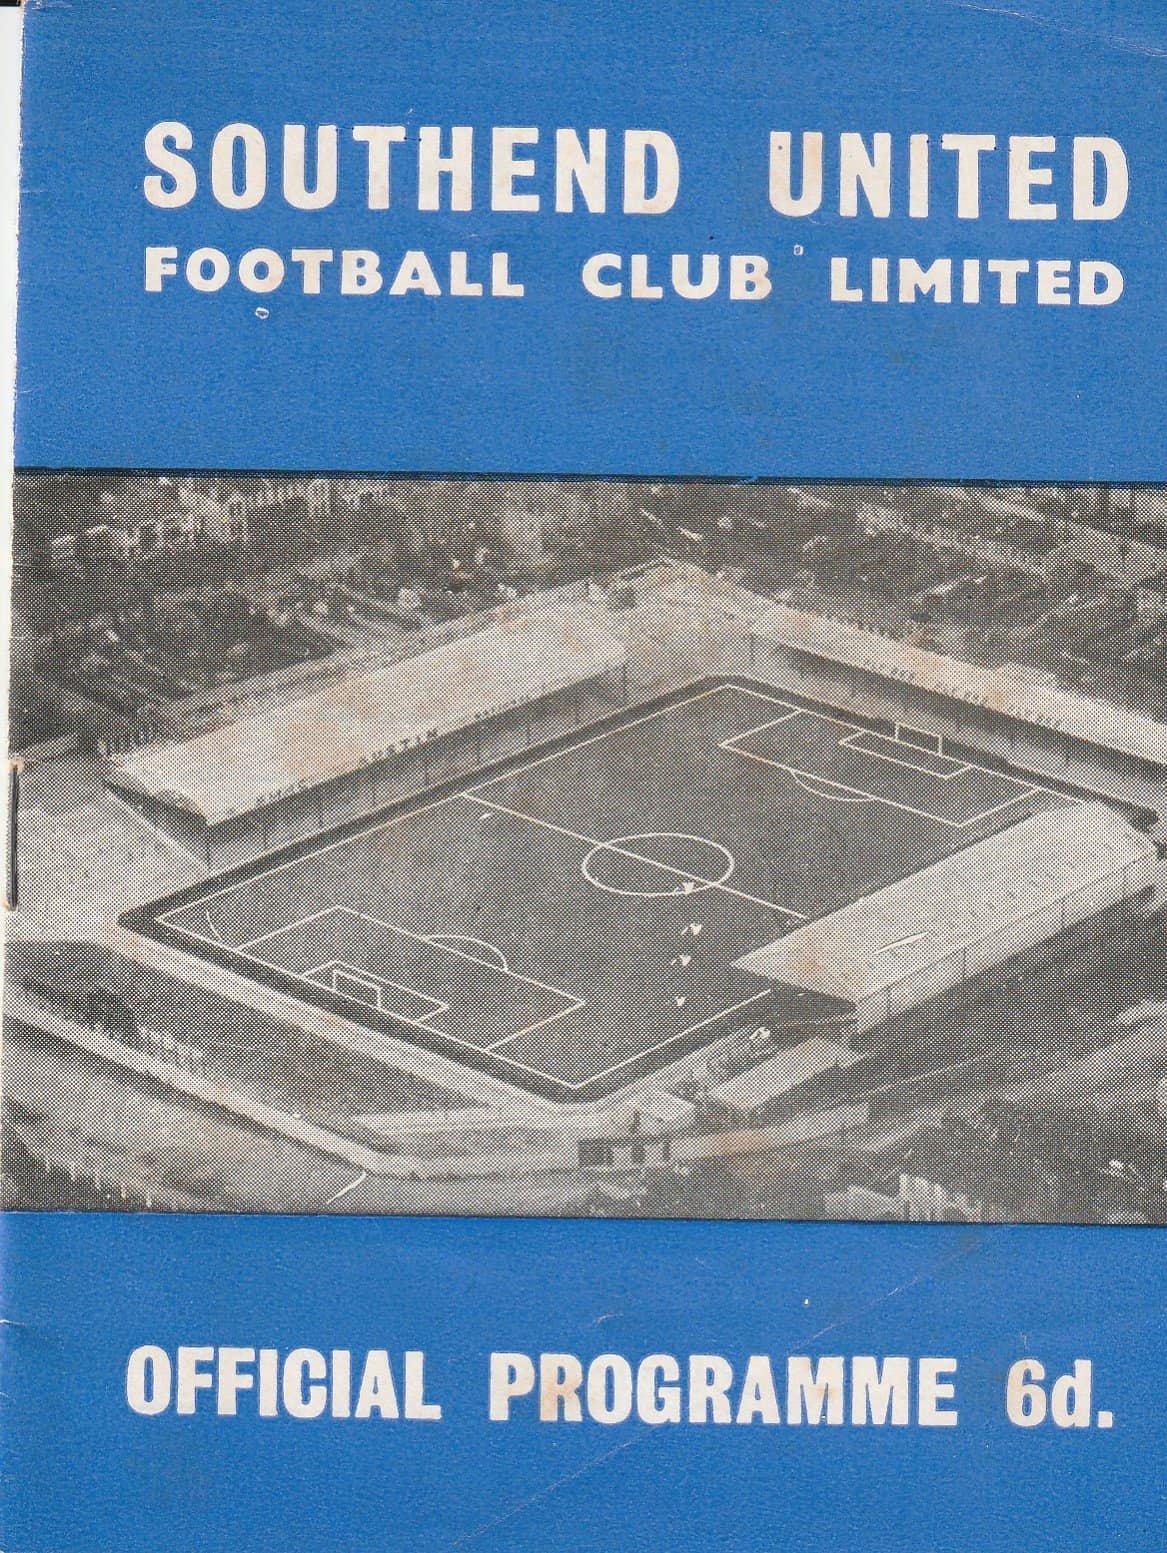 SOUTHEND UNITED
FOOTBALL CLUB LIMITED
OFFICIAL PROGRAMME 6d.